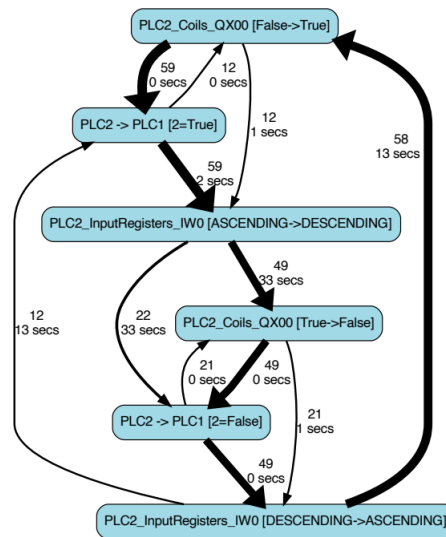 PLC2_Coils_QX00 [False->True]
59
0 secs
12
0 secs
12
1 secs
58
13 secs
PLC2 -> PLC1 [2=True]
59
2 secs
PLC2_InputRegisters_IW0 [ASCENDING->DESCENDING]
49
33 secs
12
13 secs
22
33 secs
PLC2_Coils_QX00 [True->False]
21
0 secs
49
0 secs
21
1 secs
PLC2 -> PLC1 [2=False]
49
0 secs
PLC2_InputRegisters_IW0 [DESCENDING->ASCENDING]